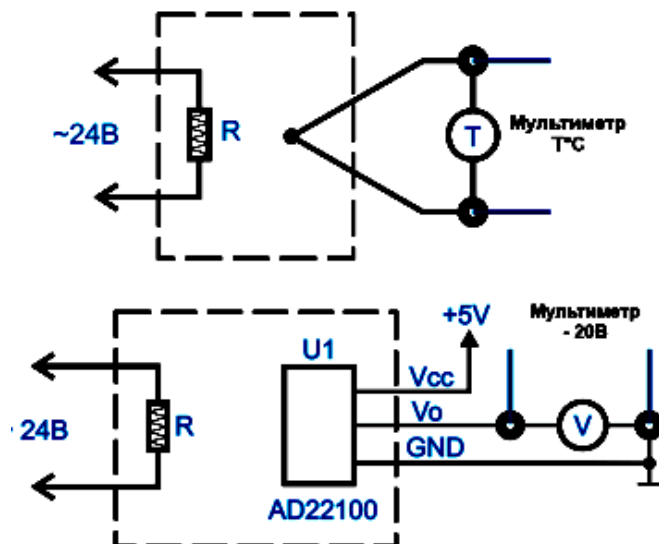 ~24В
R
T
Мультиметр
T°C
+5V
Мультиметр
- 20В
U1
Vcc
Vo
V
GND
24В
R
AD22100